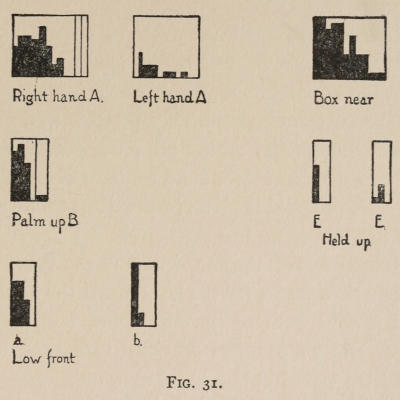 Right hand A.
Left hand A
Box near
Palm up B
E
E.
Held up
a
b.
Low front
FIG. 31.